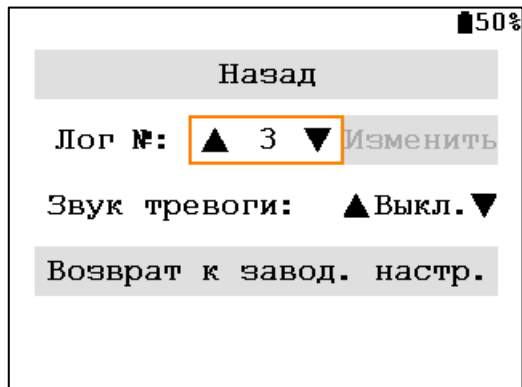 50%
Назад
Лог №: ▲ 3 ▼ Изменить
Звук тревоги: ▲Выкл.▼
Возврат к завод. настр.